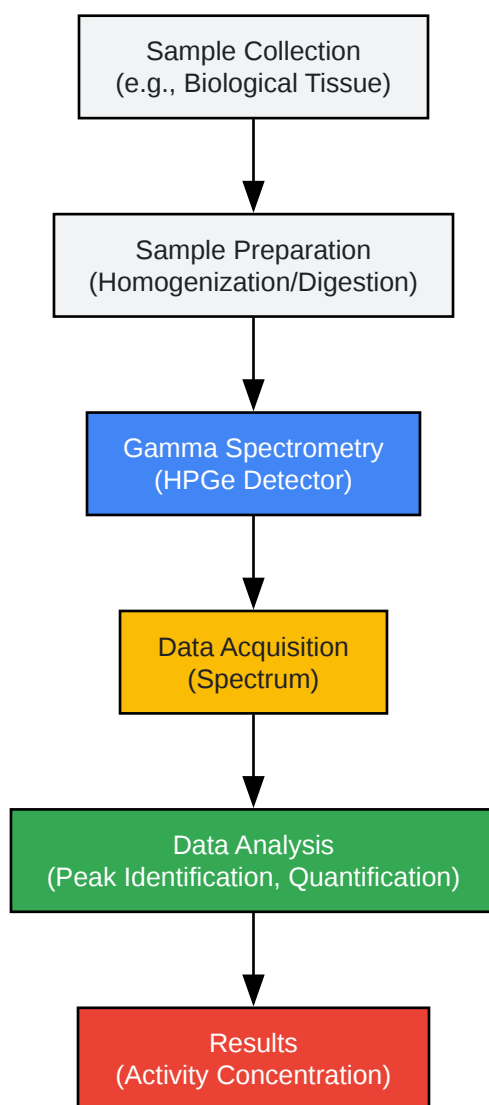 Sample Collection
(e.g., Biological Tissue)
Sample Preparation
(Homogenization/Digestion)
Gamma Spectrometry
(HPGe Detector)
Data Acquisition
(Spectrum)
Data Analysis
(Peak Identification, Quantification)
Results
(Activity Concentration)